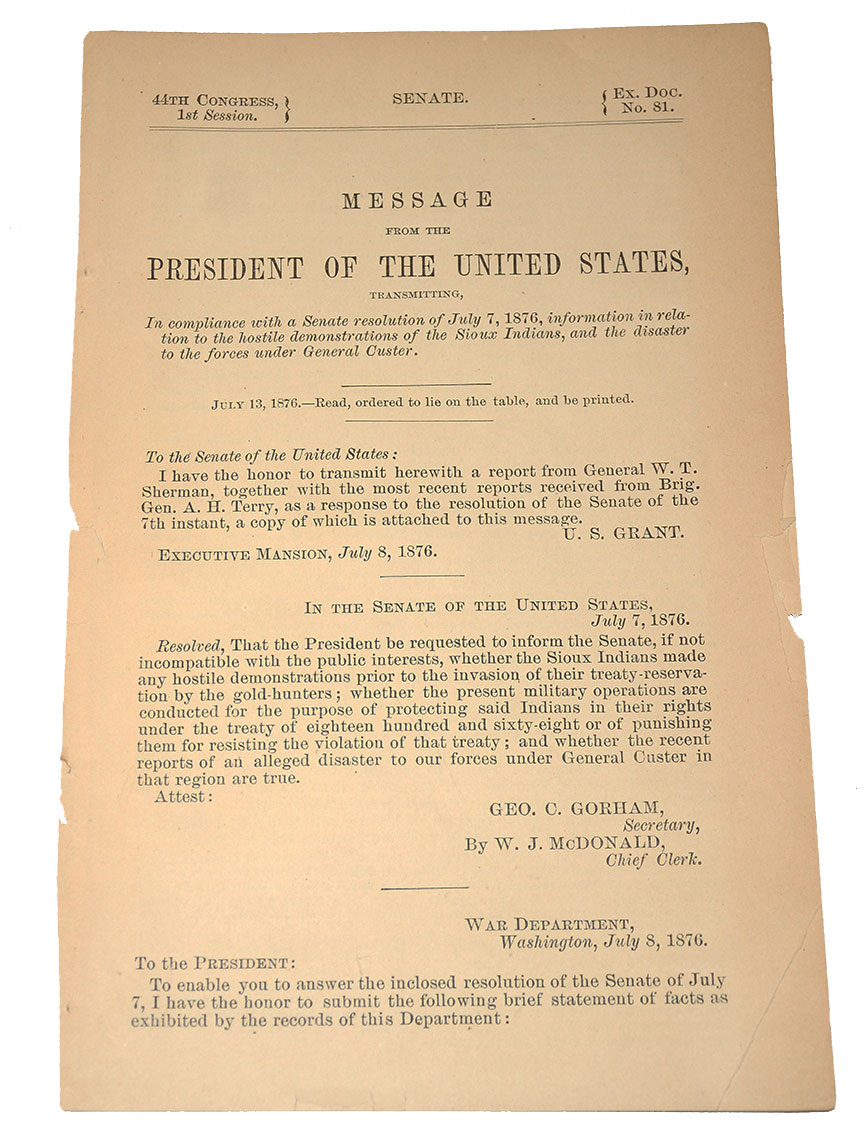 44TH CONGRESS, }
1st Session. }
SENATE.
{ EX. DOC.
{ No. 81.
MESSAGE
FROM THE
PRESIDENT OF THE UNITED STATES,
TRANSMITTING,
In compliance with a Senate resolution of July 7, 1876, information in rela-
tion to the hostile demonstrations of the Sioux Indians, and the disaster
to the forces under General Custer.
JULY 13, 1876.—Read, ordered to lie on the table, and be printed.
To the Senate of the United States:
I have the honor to transmit herewith a report from General W. T.
Sherman, together with the most recent reports received from Brig.
Gen. A. H. Terry, as a response to the resolution of the Senate of the
7th instant, a copy of which is attached to this message.
U. S. GRANT.
EXECUTIVE MANSION, July 8, 1876.
IN THE SENATE OF THE UNITED STATES,
July 7, 1876.
Resolved, That the President be requested to inform the Senate, if not
incompatible with the public interests, whether the Sioux Indians made
any hostile demonstrations prior to the invasion of their treaty-reserva-
tion by the gold-hunters; whether the present military operations are
conducted for the purpose of protecting said Indians in their rights
under the treaty of eighteen hundred and sixty-eight or of punishing
them for resisting the violation of that treaty; and whether the recent
reports of an alleged disaster to our forces under General Custer in
that region are true.
Attest:
GEO. C. GORHAM,
Secretary,
By W. J. McDONALD,
Chief Clerk.
WAR DEPARTMENT,
Washington, July 8, 1876.
To the PRESIDENT:
To enable you to answer the inclosed resolution of the Senate of July
7, I have the honor to submit the following brief statement of facts as
exhibited by the records of this Department: